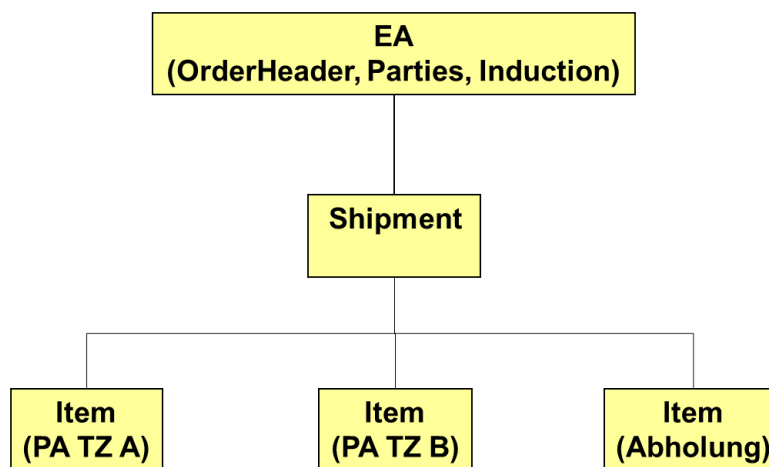 EA
(OrderHeader, Parties, Induction)
Shipment
Item
(PA TZ A)
Item
(PA TZ B)
Item
(Abholung)